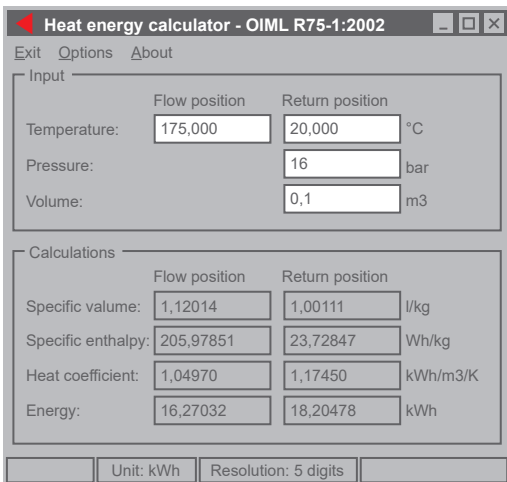 Heat energy calculator - OIML R75-1:2002
Exit Options About
Input
Flow position Return position
Temperature: 175,000 20,000 °C
Pressure: 16 bar
Volume: 0,1 m3
Calculations
Flow position Return position
Specific valume: 1,12014 1,00111 l/kg
Specific enthalpy: 205,97851 23,72847 Wh/kg
Heat coefficient: 1,04970 1,17450 kWh/m3/K
Energy: 16,27032 18,20478 kWh
Unit: kWh Resolution: 5 digits